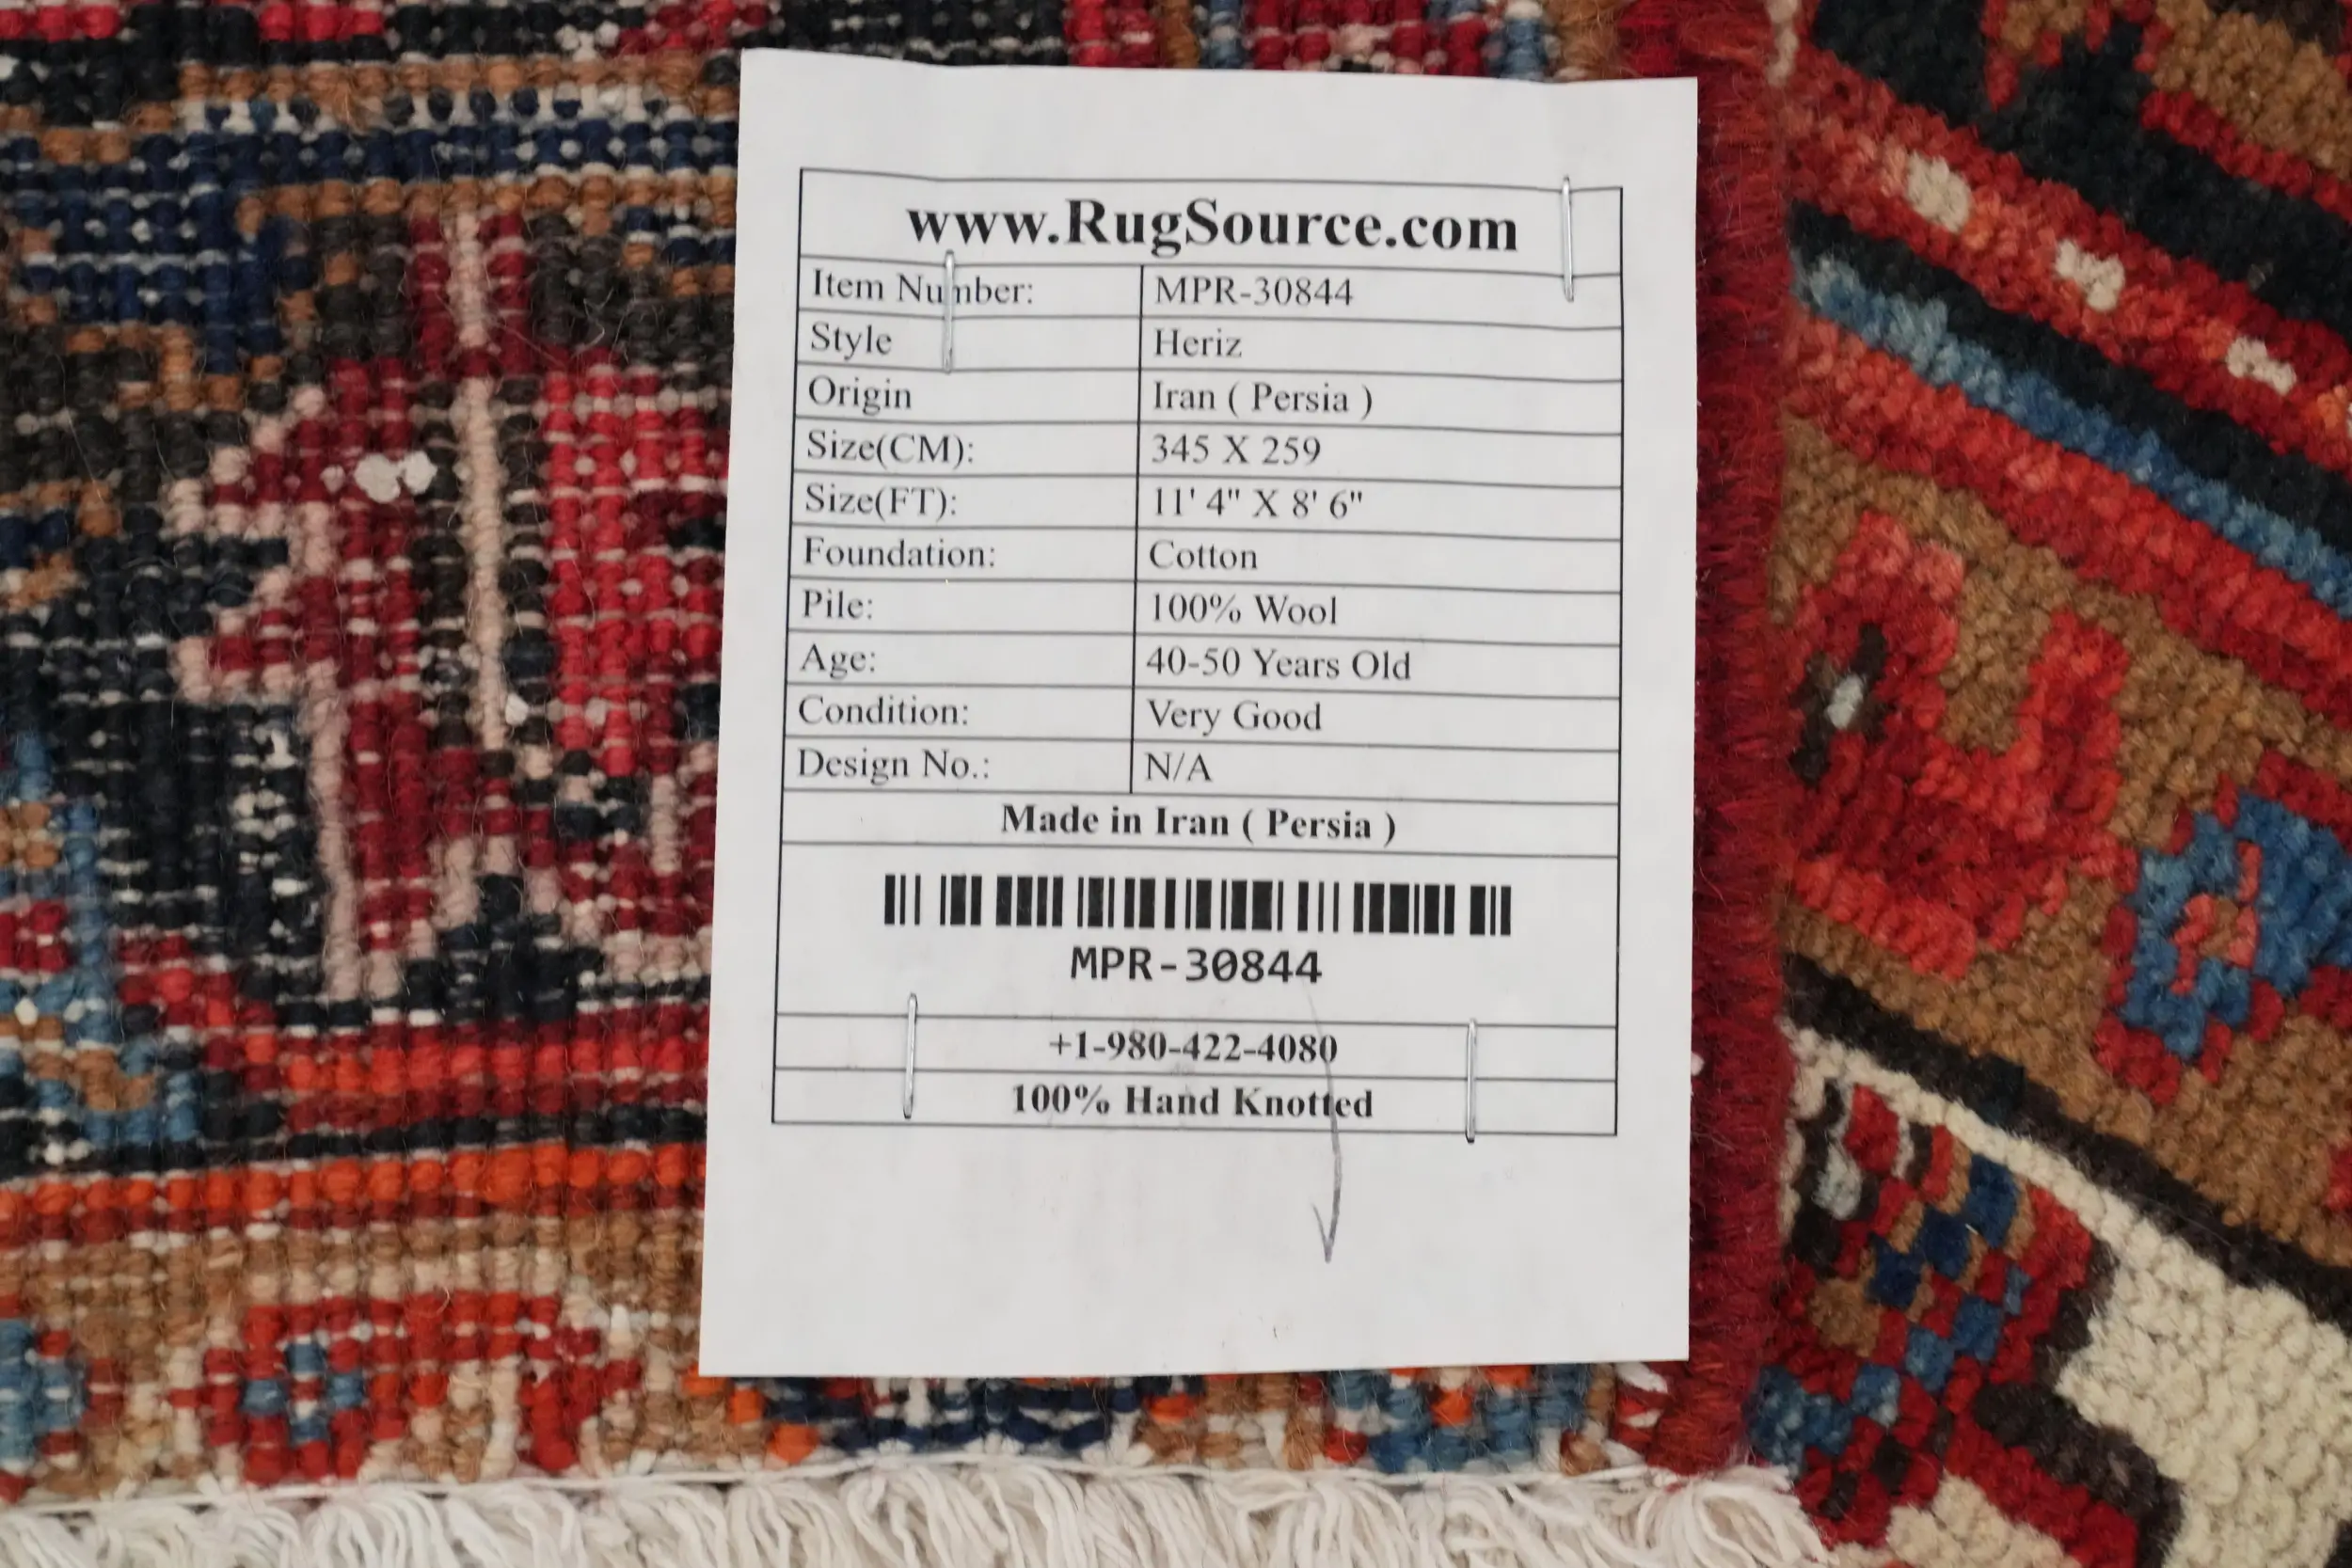 www.RugSource.com
Item Number: MPR-30844
Style Heriz
Origin Iran ( Persia )
Size(CM): 345 X 259
Size(FT): 11' 4" X 8' 6"
Foundation: Cotton
Pile: 100% Wool
Age: 40-50 Years Old
Condition: Very Good
Design No.: N/A
Made in Iran ( Persia )
MPR-30844
+1-980-422-4080
100% Hand Knotted